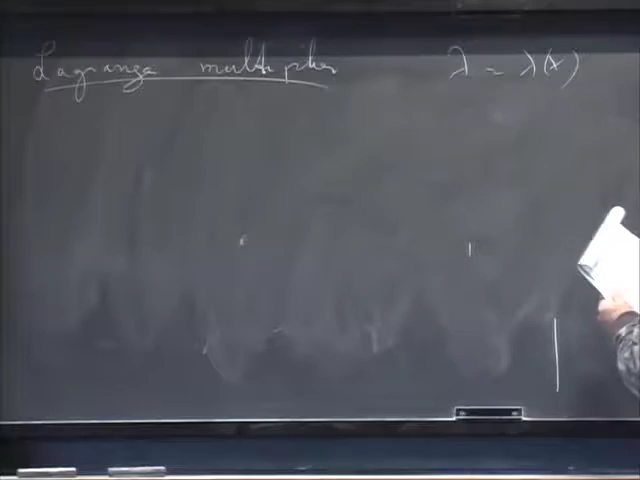 Lagrange multiplier λ = λ(x)